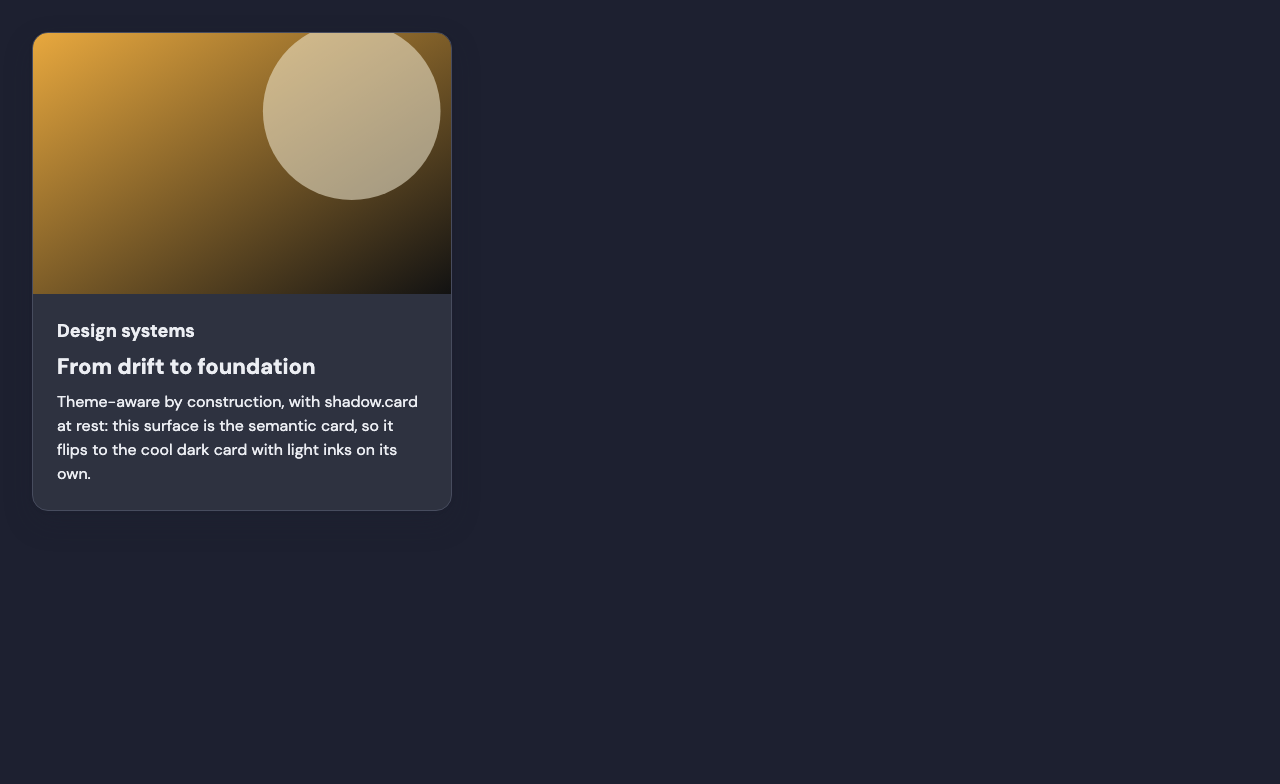 Design systems
From drift to foundation
Theme-aware by construction, with shadow.card
at rest: this surface is the semantic card, so it
flips to the cool dark card with light inks on its
own.